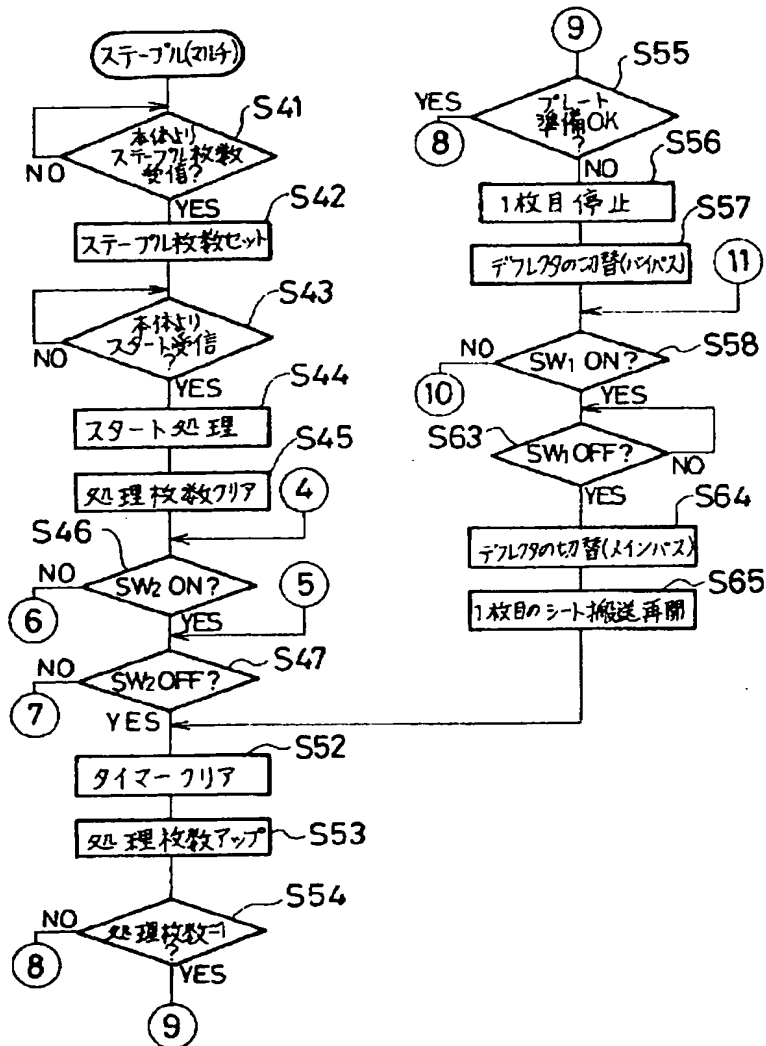 ステープル(マルチ)
S41
本体より
ステープル枚数
受信?
NO
YES
S42
ステープル枚数セット
S43
本体より
スタート受信
?
NO
YES
S44
スタート処理
S45
処理枚数クリア
4
S46
NO
SW2 ON?
6
YES
5
S47
NO
SW2 OFF?
7
YES
S52
タイマークリア
処理枚数アップ
S53
S54
NO
処理枚数=1
?
8
YES
9
9
S55
YES
プレート
準備OK
?
8
NO
S56
1枚目停止
S57
デフレクタの切替(バイパス)
11
S58
NO
SW1 ON?
10
YES
S63
SW1 OFF?
NO
YES
S64
デフレクタの切替(メインパス)
S65
1枚目のシート搬送再開